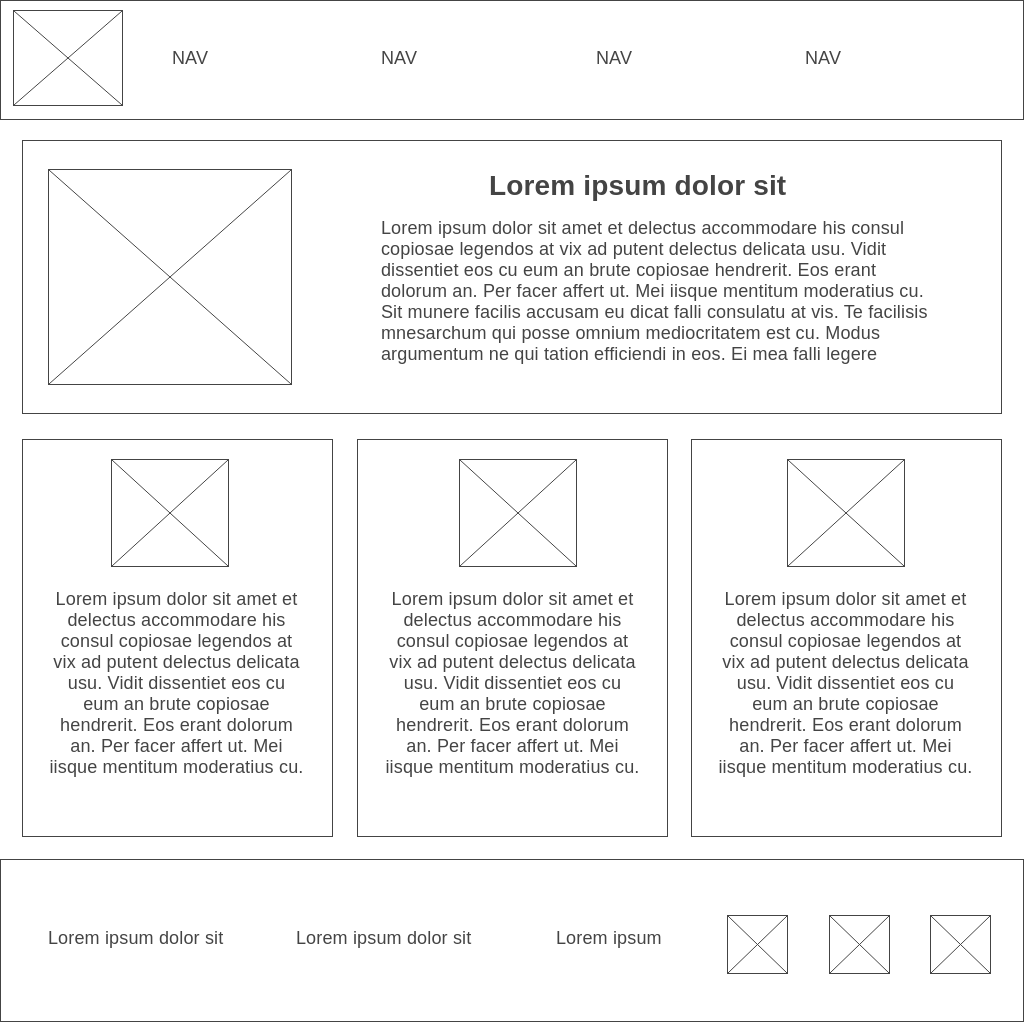 NAV
NAV
NAV
NAV
Lorem ipsum dolor sit
Lorem ipsum dolor sit amet et delectus accommodare his consul
copiosae legendos at vix ad putent delectus delicata usu. Vidit
dissentiet eos cu eum an brute copiosae hendrerit. Eos erant
dolorum an. Per facer affert ut. Mei iisque mentitum moderatius cu.
Sit munere facilis accusam eu dicat falli consulatu at vis. Te facilisis
mnesarchum qui posse omnium mediocritatem est cu. Modus
argumentum ne qui tation efficiendi in eos. Ei mea falli legere
Lorem ipsum dolor sit amet et
delectus accommodare his
consul copiosae legendos at
vix ad putent delectus delicata
usu. Vidit dissentiet eos cu
eum an brute copiosae
hendrerit. Eos erant dolorum
an. Per facer affert ut. Mei
iisque mentitum moderatius cu.
Lorem ipsum dolor sit amet et
delectus accommodare his
consul copiosae legendos at
vix ad putent delectus delicata
usu. Vidit dissentiet eos cu
eum an brute copiosae
hendrerit. Eos erant dolorum
an. Per facer affert ut. Mei
iisque mentitum moderatius cu.
Lorem ipsum dolor sit amet et
delectus accommodare his
consul copiosae legendos at
vix ad putent delectus delicata
usu. Vidit dissentiet eos cu
eum an brute copiosae
hendrerit. Eos erant dolorum
an. Per facer affert ut. Mei
iisque mentitum moderatius cu.
Lorem ipsum dolor sit
Lorem ipsum dolor sit
Lorem ipsum